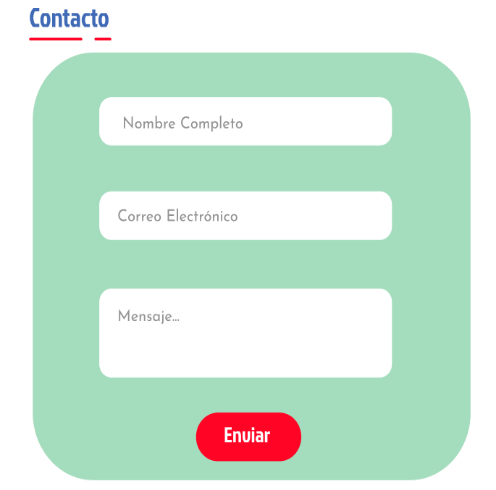 Contacto
Nombre Completo
Correo Electrónico
Mensaje...
Enviar